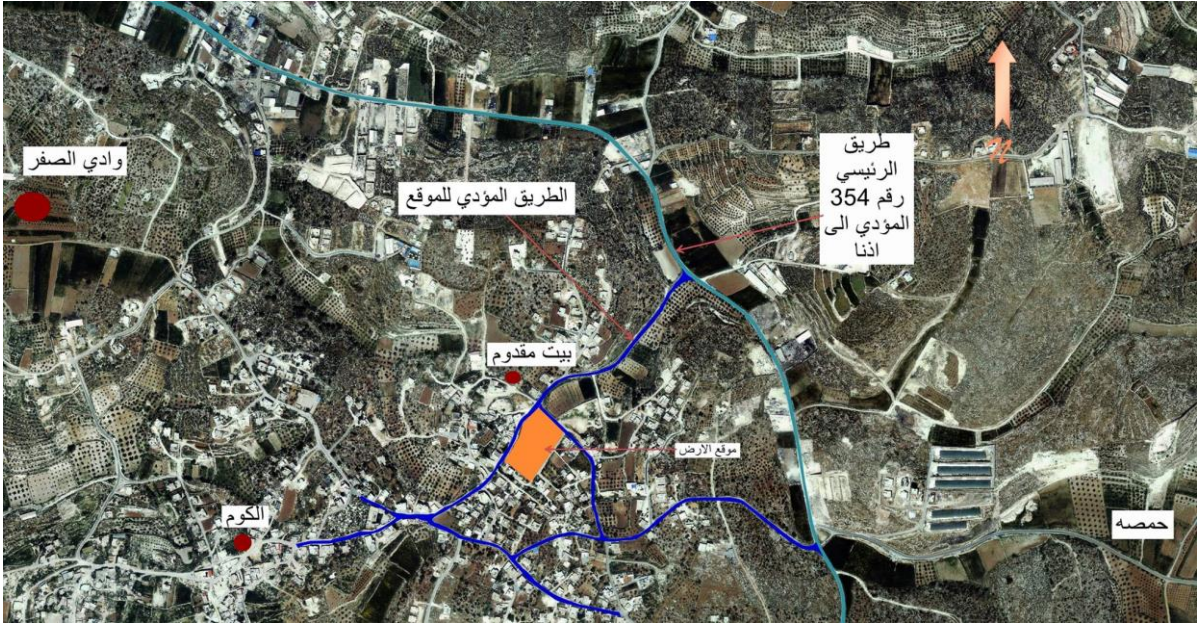 طريق
الرئيسي
رقم 354
المؤدي الى
اذنا
وادي الصفر
الطريق المؤدي للموقع
بيت مقدوم
موقع الارض
الكوم
حمصه